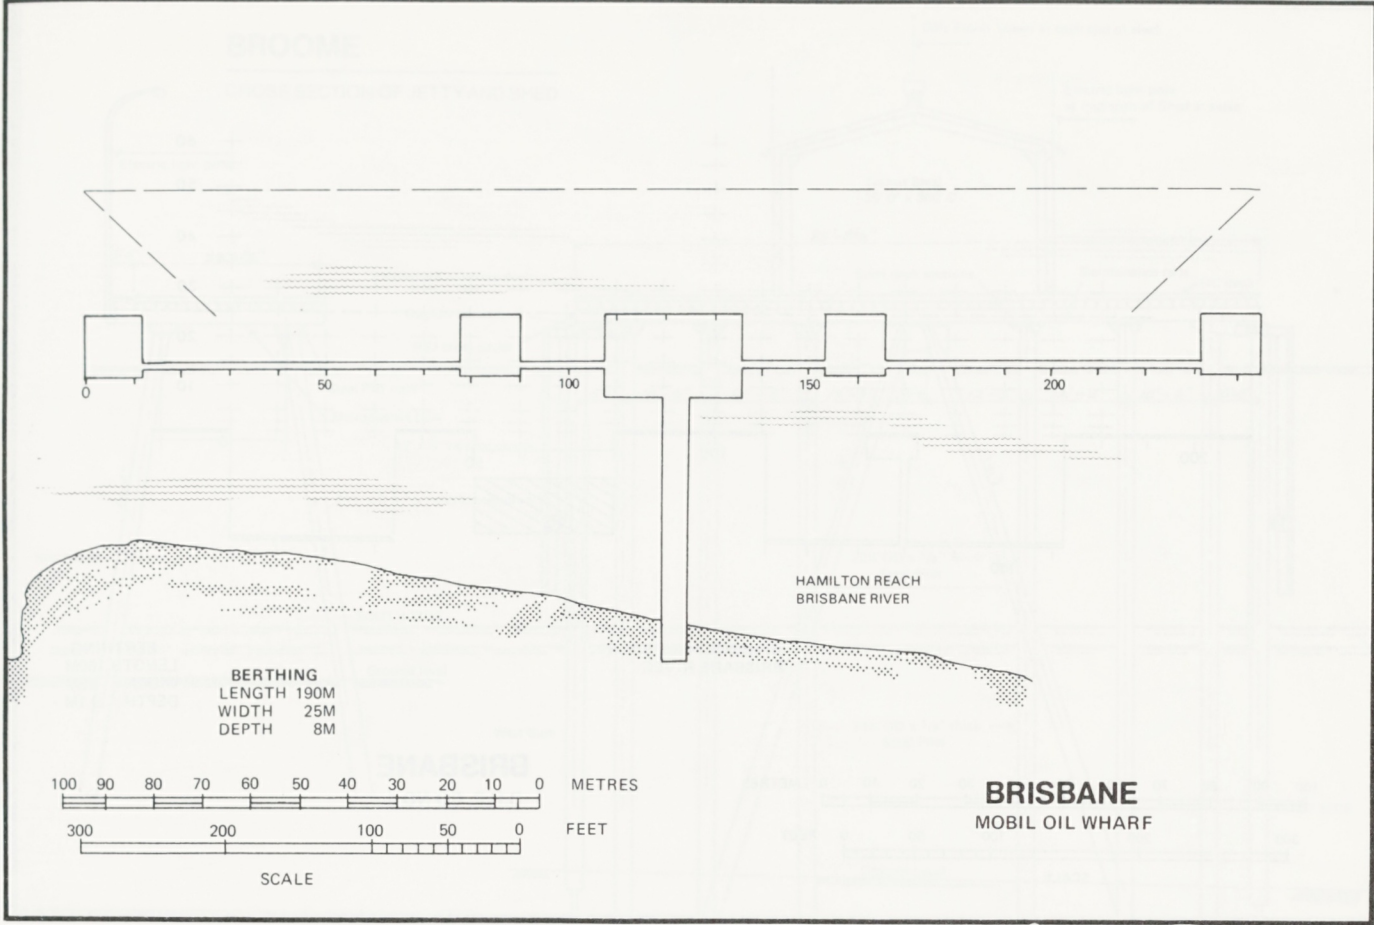 0
50
100
150
200
HAMILTON REACH
BRISBANE RIVER
BERTHING
LENGTH 190M
WIDTH 25M
DEPTH 8M
100 90 80 70 60 50 40 30 20 10 0 METRES
300 200 100 50 0 FEET
SCALE
BRISBANE
MOBIL OIL WHARF